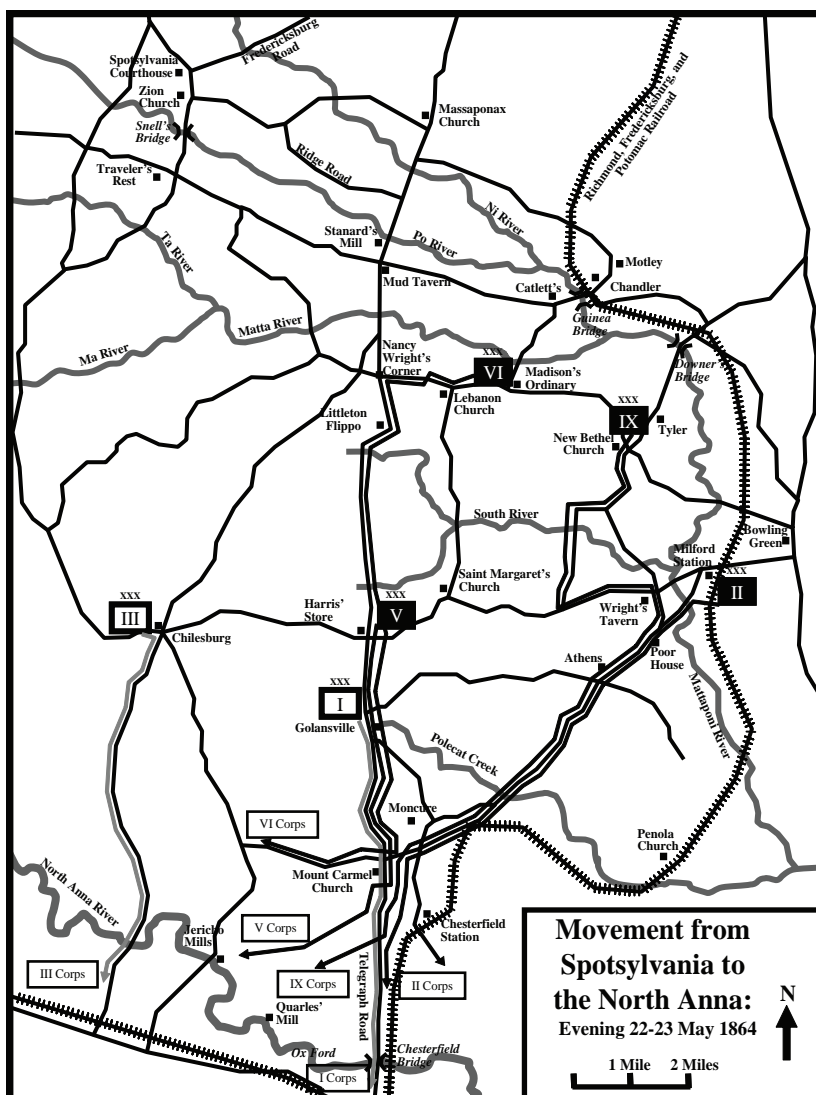 Fredericksburg
Road
Spotsylvania
Courthouse
Zion
Church
Snell's
Bridge
Massaponax
Church
Richmond, Fredericksburg, and
Potomac Railroad
Ridge Road
Traveler's
Rest
Ni River
Stanard's
Mill
Po River
Ta River
Motley
Mud Tavern
Chandler
Catlett's
Guinea
Bridge
Matta River
Ma River
Nancy
Wright's
Corner
xxx
VI
Madison's
Ordinary
Downer's
Bridge
Lebanon
Church
xxx
IX
Tyler
Littleton
Flippo
New Bethel
Church
South River
Bowling
Green
Milford
Station
xxx
II
Saint Margaret's
Church
xxx
III
Chilesburg
Harris'
Store
xxx
V
Wright's
Tavern
Poor
House
Athens
xxx
I
Golansville
Mattaponi River
Polecat Creek
Moncure
VI Corps
Penola
Church
Mount Carmel
Church
North Anna River
Chesterfield
Station
V Corps
Jericho
Mills
III Corps
IX Corps
Telegraph Road
II Corps
Quarles'
Mill
Ox Ford
Chesterfield
Bridge
I Corps
Movement from
Spotsylvania to
the North Anna:
Evening 22-23 May 1864
N
1 Mile 2 Miles